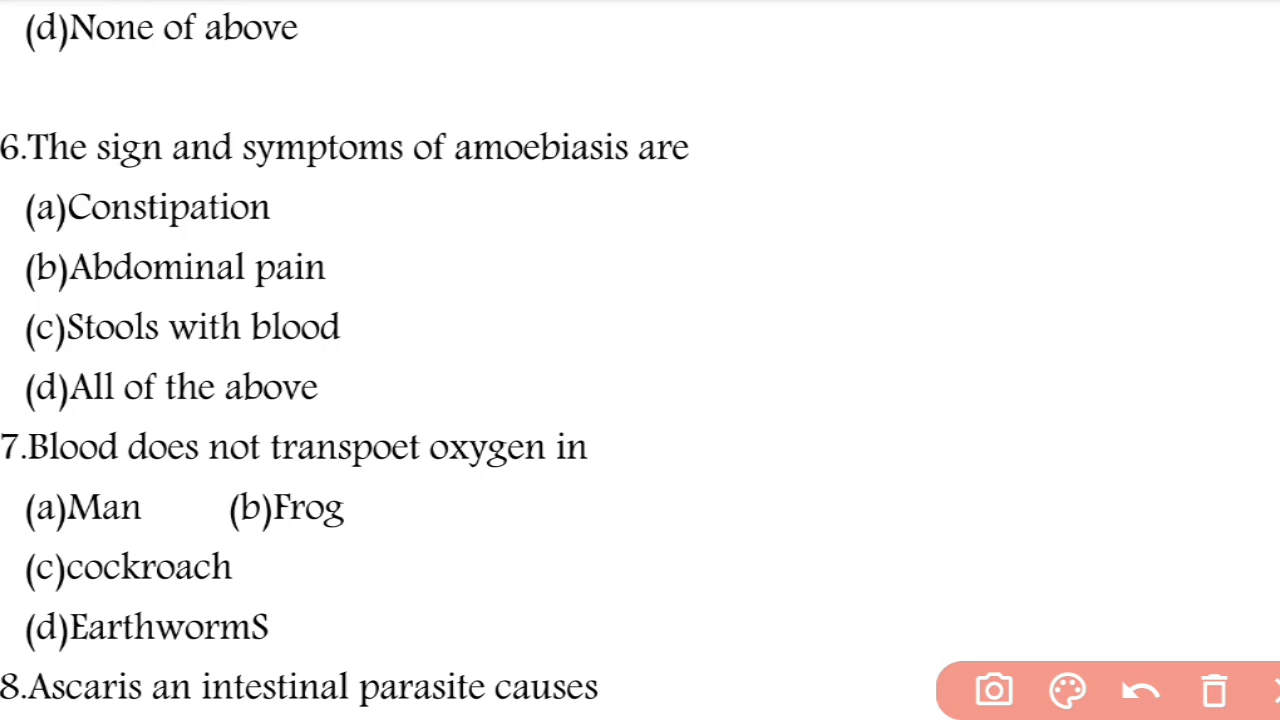 (d)None of above
6.The sign and symptoms of amoebiasis are
(a)Constipation
(b)Abdominal pain
(c)Stools with blood
(d)All of the above
7.Blood does not transpoet oxygen in
(a)Man (b)Frog
(c)cockroach
(d)EarthwormS
8.Ascaris an intestinal parasite causes